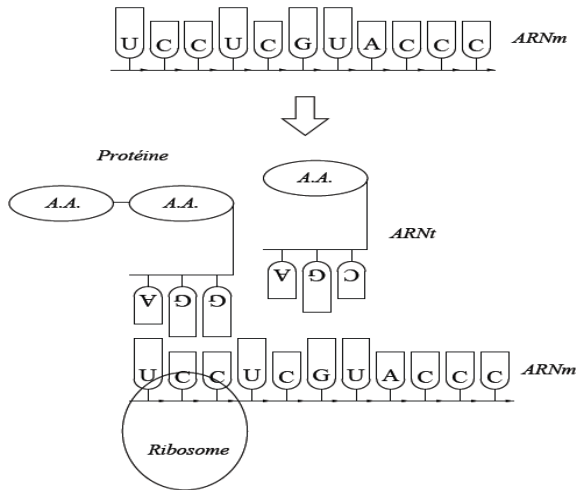 U C C U C G U A C C C ARNm
Protéine
A.A. A.A. A.A.
ARNt
A G G A G C
U C C U C G U A C C C ARNm
Ribosome